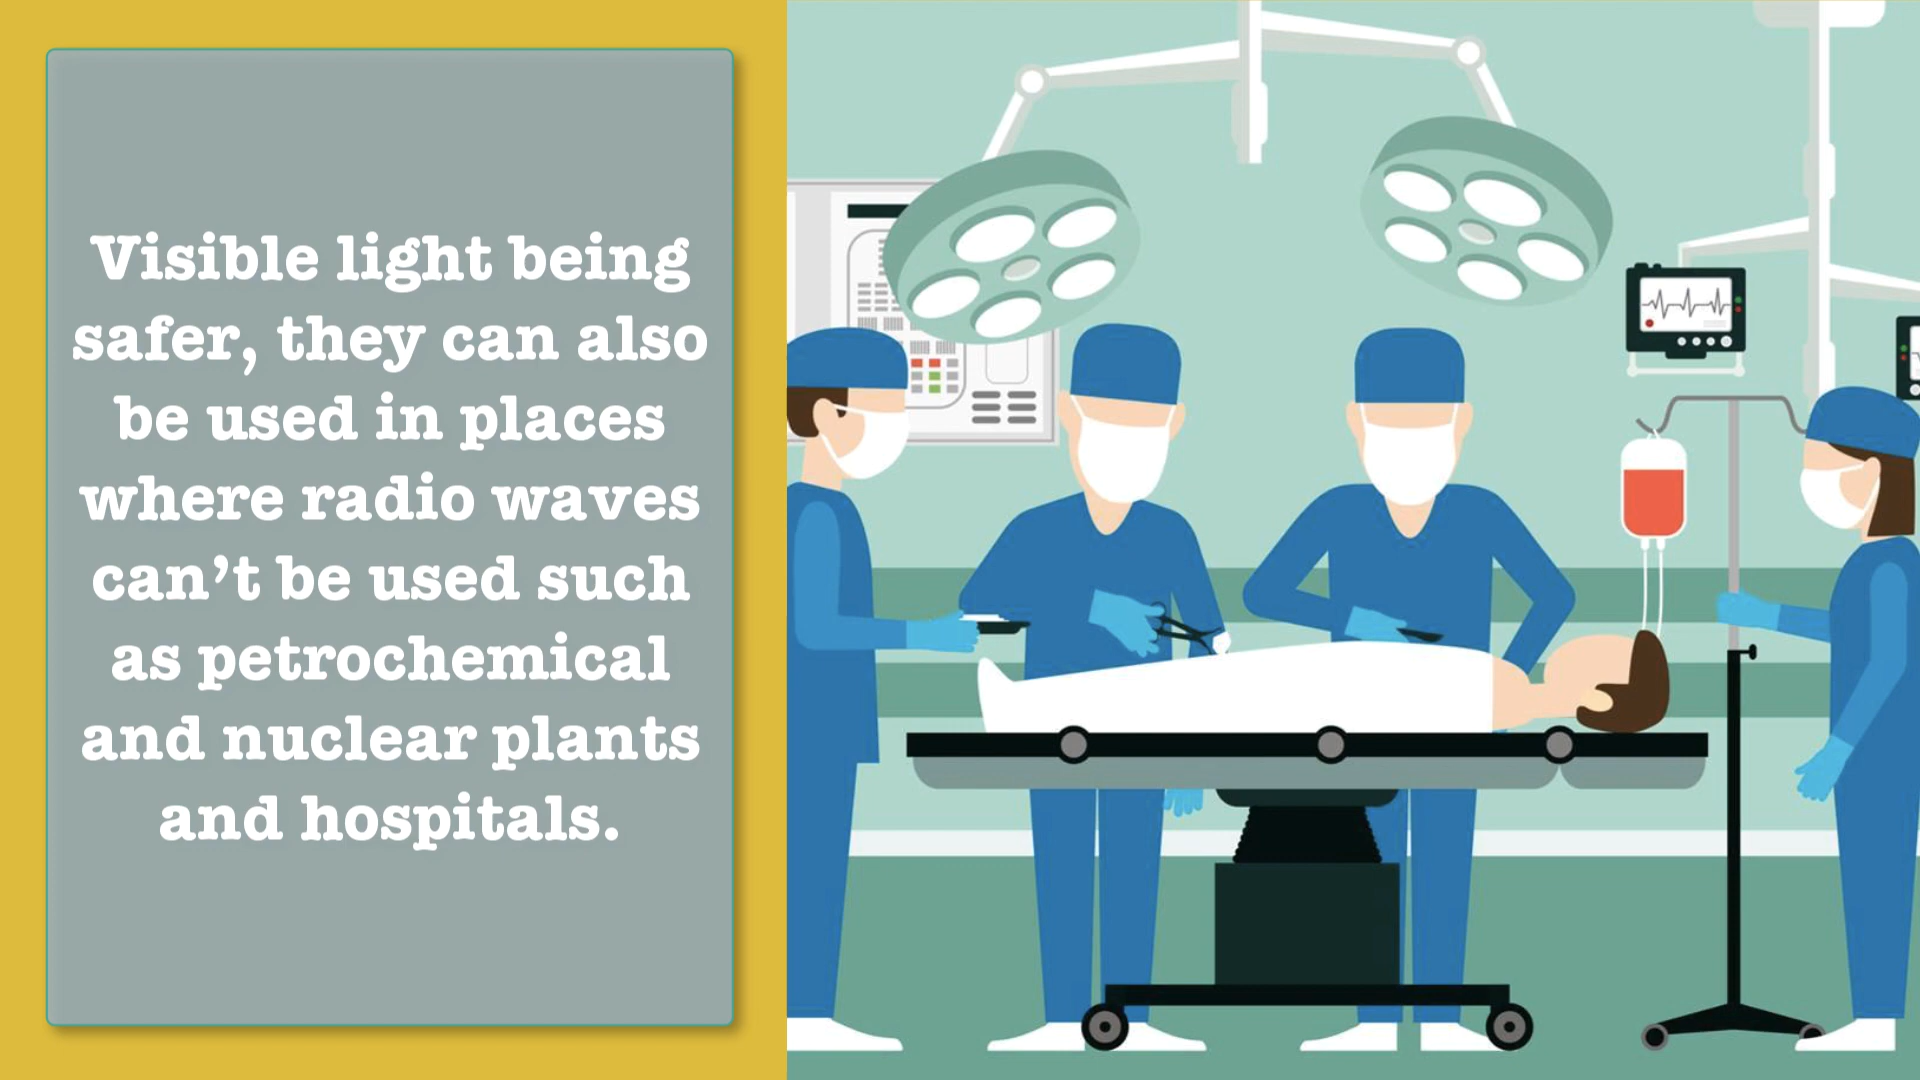 Visible light being
safer, they can also
be used in places
where radio waves
can’t be used such
as petrochemical
and nuclear plants
and hospitals.